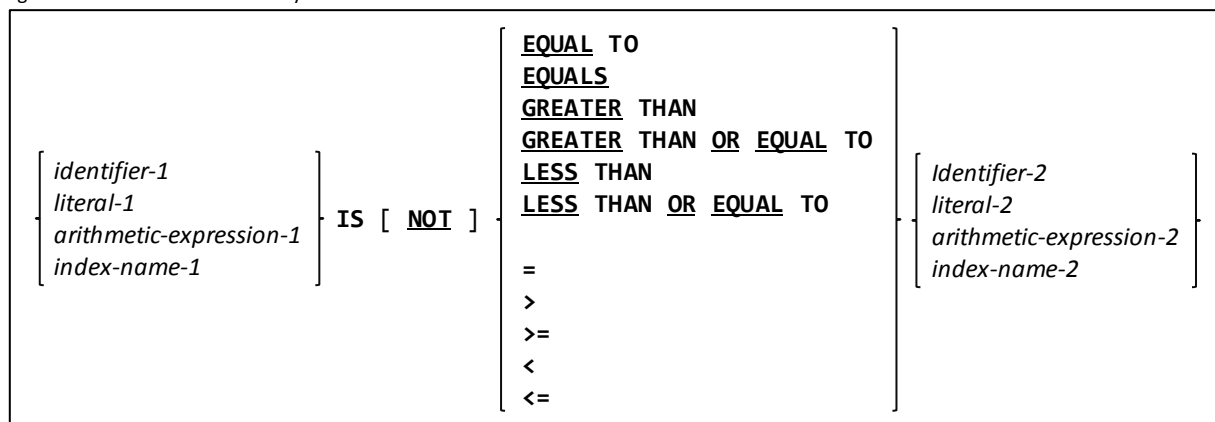 identifier-1
literal-1
arithmetic-expression-1
index-name-1
IS [ NOT ]
EQUAL TO
EQUALS
GREATER THAN
GREATER THAN OR EQUAL TO
LESS THAN
LESS THAN OR EQUAL TO
=
>
>=
<
<=
Identifier-2
literal-2
arithmetic-expression-2
index-name-2